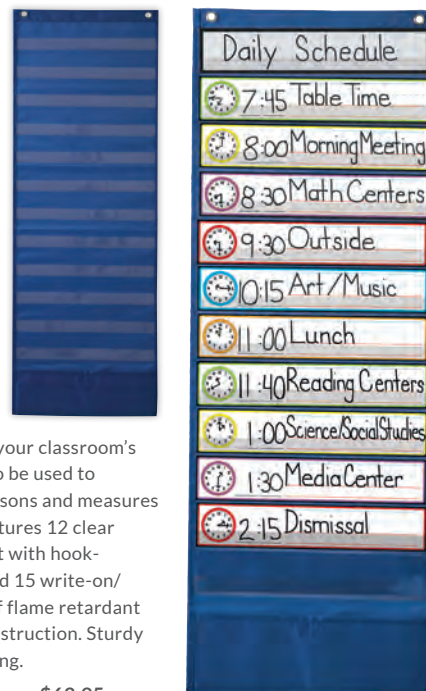 Daily Schedule
7:45 Table Time
8:00 Morning Meeting
8:30 Math Centers
9:30 Outside
10:15 Art/Music
11:00 Lunch
11:40 Reading Centers
1:00 Science/Social Studies
1:30 Media Center
2:15 Dismissal
your classroom's
be used to
sons and measures
tures 12 clear
t with hook-
d 15 write-on/
f flame retardant
struction. Sturdy
ng.